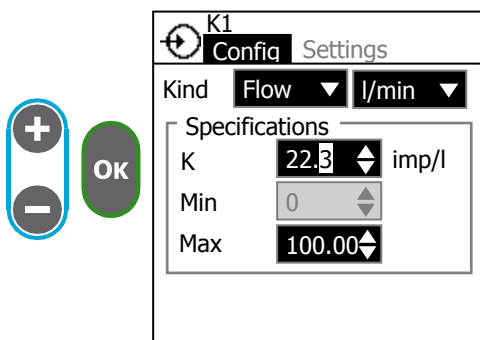 K1
Config Settings
Kind Flow l/min
Specifications
+ K 22.3 imp/l
OK
- Min 0
Max 100.00